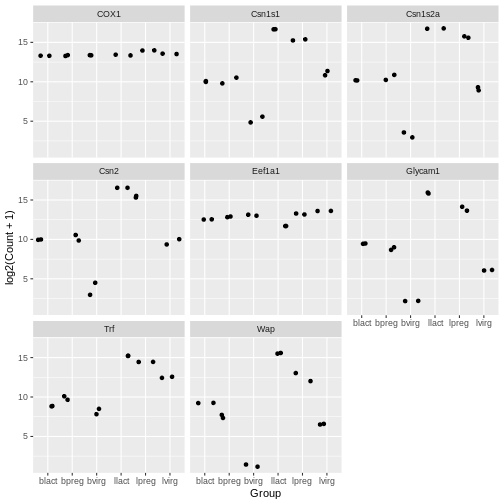 COX1 Csn1s1 Csn1s2a
15
10
5
Csn2 Eef1a1 Glycam1
15
10
5
log2(Count + 1)
blact bpreg bvirg llact lpreg lvirg
Trf Wap
15
10
5
blact bpreg bvirg llact lpreg lvirg blact bpreg bvirg llact lpreg lvirg
Group